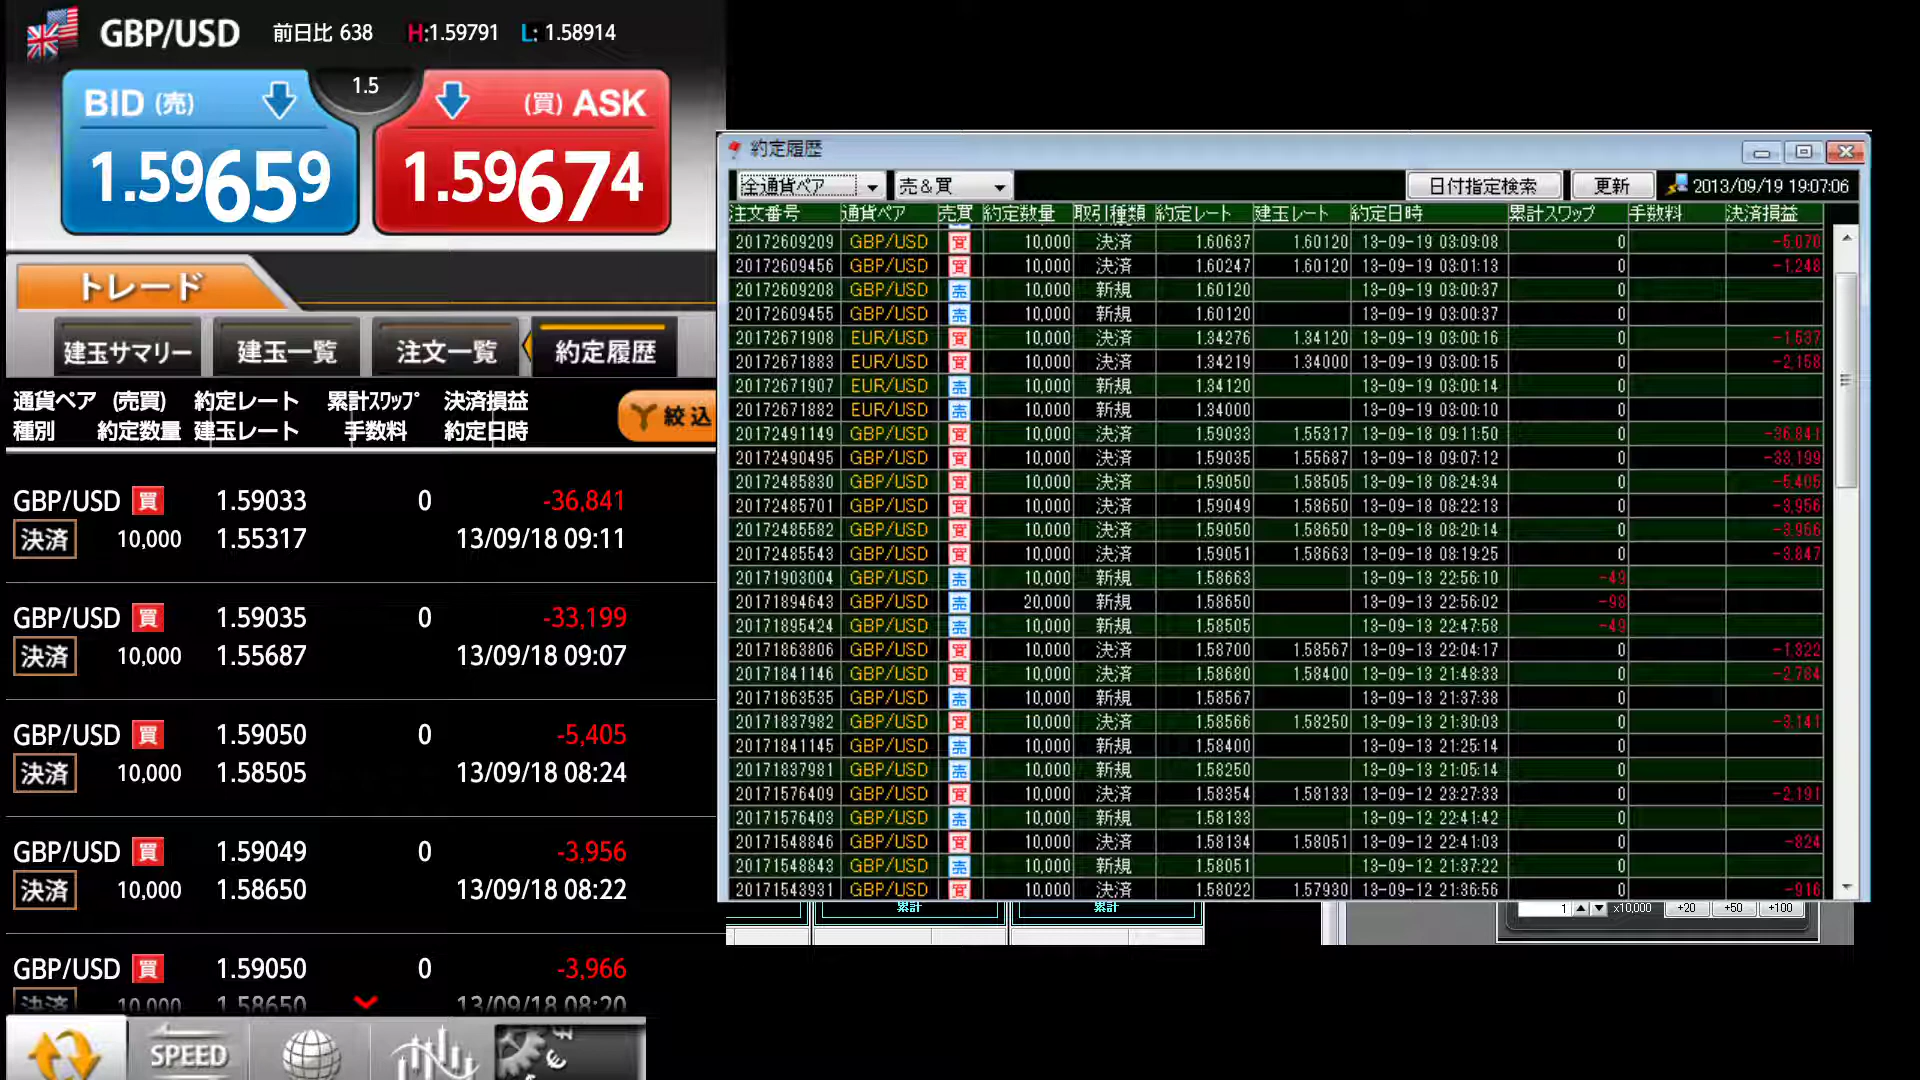 GBP/USD 前日比 638 H:1.59791 L: 1.58914
BID (売) 1.5 (買) ASK
1.59659 1.59674
トレード
建玉サマリー 建玉一覧 注文一覧 約定履歴
通貨ペア (売買) 約定レート 累計スワップ 決済損益
種別 約定数量 建玉レート 手数料 約定日時
絞込
GBP/USD 買 1.59033 0 -36,841
決済 10,000 1.55317 13/09/18 09:11
GBP/USD 買 1.59035 0 -33,199
決済 10,000 1.55687 13/09/18 09:07
GBP/USD 買 1.59050 0 -5,405
決済 10,000 1.58505 13/09/18 08:24
GBP/USD 買 1.59049 0 -3,956
決済 10,000 1.58650 13/09/18 08:22
GBP/USD 買 1.59050 0 -3,966
決済 10,000 1.58650 13/09/18 08:20
SPEED
約定履歴
全通貨ペア 売&買 日付指定検索 更新 2013/09/19 19:07:06
注文番号 通貨ペア 売買 約定数量 取引種類 約定レート 建玉レート 約定日時 累計スワップ 手数料 決済損益
20172609209 GBP/USD 買 10,000 決済 1.60637 1.60120 13-09-19 03:09:08 0 -5,070
20172609456 GBP/USD 買 10,000 決済 1.60247 1.60120 13-09-19 03:01:13 0 -1,248
20172609208 GBP/USD 売 10,000 新規 1.60120 13-09-19 03:00:37 0
20172609455 GBP/USD 売 10,000 新規 1.60120 13-09-19 03:00:37 0
20172671908 EUR/USD 買 10,000 決済 1.34276 1.34120 13-09-19 03:00:16 0 -1,537
20172671883 EUR/USD 買 10,000 決済 1.34219 1.34000 13-09-19 03:00:15 0 -2,158
20172671907 EUR/USD 売 10,000 新規 1.34120 13-09-19 03:00:14 0
20172671882 EUR/USD 売 10,000 新規 1.34000 13-09-19 03:00:10 0
20172491149 GBP/USD 買 10,000 決済 1.59033 1.55317 13-09-18 09:11:50 0 -36,841
20172490495 GBP/USD 買 10,000 決済 1.59035 1.55687 13-09-18 09:07:12 0 -33,199
20172485830 GBP/USD 買 10,000 決済 1.59050 1.58505 13-09-18 08:24:34 0 -5,405
20172485701 GBP/USD 買 10,000 決済 1.59049 1.58650 13-09-18 08:22:13 0 -3,956
20172485582 GBP/USD 買 10,000 決済 1.59050 1.58650 13-09-18 08:20:14 0 -3,966
20172485543 GBP/USD 買 10,000 決済 1.59051 1.58663 13-09-18 08:19:25 0 -3,847
20171903004 GBP/USD 売 10,000 新規 1.58663 13-09-13 22:56:10 -49 0
20171894643 GBP/USD 売 20,000 新規 1.58650 13-09-13 22:56:02 -98 0
20171895424 GBP/USD 売 10,000 新規 1.58505 13-09-13 22:47:58 -49 0
20171863806 GBP/USD 買 10,000 決済 1.58700 1.58567 13-09-13 22:04:17 0 -1,322
20171841146 GBP/USD 買 10,000 決済 1.58680 1.58400 13-09-13 21:48:33 0 -2,784
20171863535 GBP/USD 売 10,000 新規 1.58567 13-09-13 21:37:38 0
20171837982 GBP/USD 買 10,000 決済 1.58566 1.58250 13-09-13 21:30:03 0 -3,141
20171841145 GBP/USD 売 10,000 新規 1.58400 13-09-13 21:25:14 0
20171837981 GBP/USD 売 10,000 新規 1.58250 13-09-13 21:05:14 0
20171576409 GBP/USD 買 10,000 決済 1.58354 1.58133 13-09-12 23:27:33 0 -2,191
20171576403 GBP/USD 売 10,000 新規 1.58133 13-09-12 22:41:42 0
20171548846 GBP/USD 買 10,000 決済 1.58134 1.58051 13-09-12 22:41:03 0 -824
20171548843 GBP/USD 売 10,000 新規 1.58051 13-09-12 21:37:22 0
20171543931 GBP/USD 買 10,000 決済 1.58022 1.57930 13-09-12 21:36:56 0 -916
累計 累計 1 x10,000 +20 +50 +100